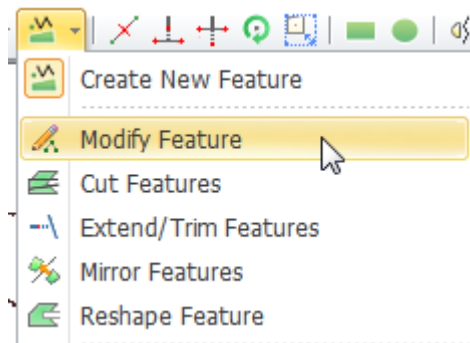 Create New Feature
Modify Feature
Cut Features
Extend/Trim Features
Mirror Features
Reshape Feature